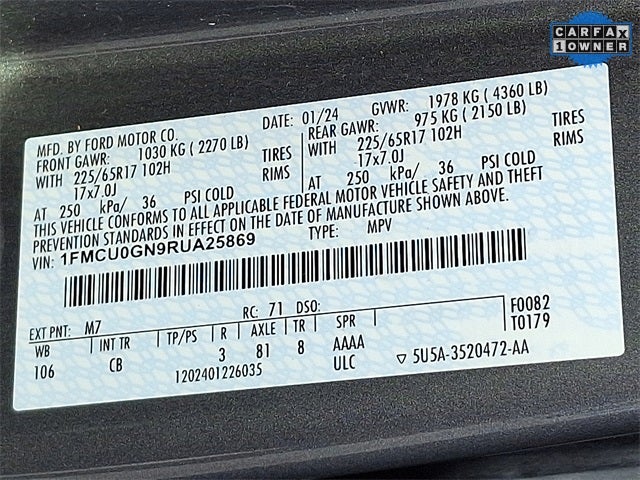 CARFAX
1 OWNER
MFD. BY FORD MOTOR CO. DATE: 01/24 GVWR: 1978 KG ( 4360 LB)
FRONT GAWR: 1030 KG ( 2270 LB) REAR GAWR: 975 KG ( 2150 LB)
WITH 225/65R17 102H TIRES WITH 225/65R17 102H TIRES
17x7.0J RIMS 17x7.0J RIMS
AT 250 kPa/ 36 PSI COLD AT 250 kPa/ 36 PSI COLD
THIS VEHICLE CONFORMS TO ALL APPLICABLE FEDERAL MOTOR VEHICLE SAFETY AND THEFT
PREVENTION STANDARDS IN EFFECT ON THE DATE OF MANUFACTURE SHOWN ABOVE.
VIN: 1FMCU0GN9RUA25869 TYPE: MPV
EXT PNT: M7 RC: 71 DSO: F0082
WB INT TR TP/PS R AXLE TR SPR T0179
106 CB 3 81 8 AAAA
1202401226035 ULC ▽ 5U5A-3520472-AA